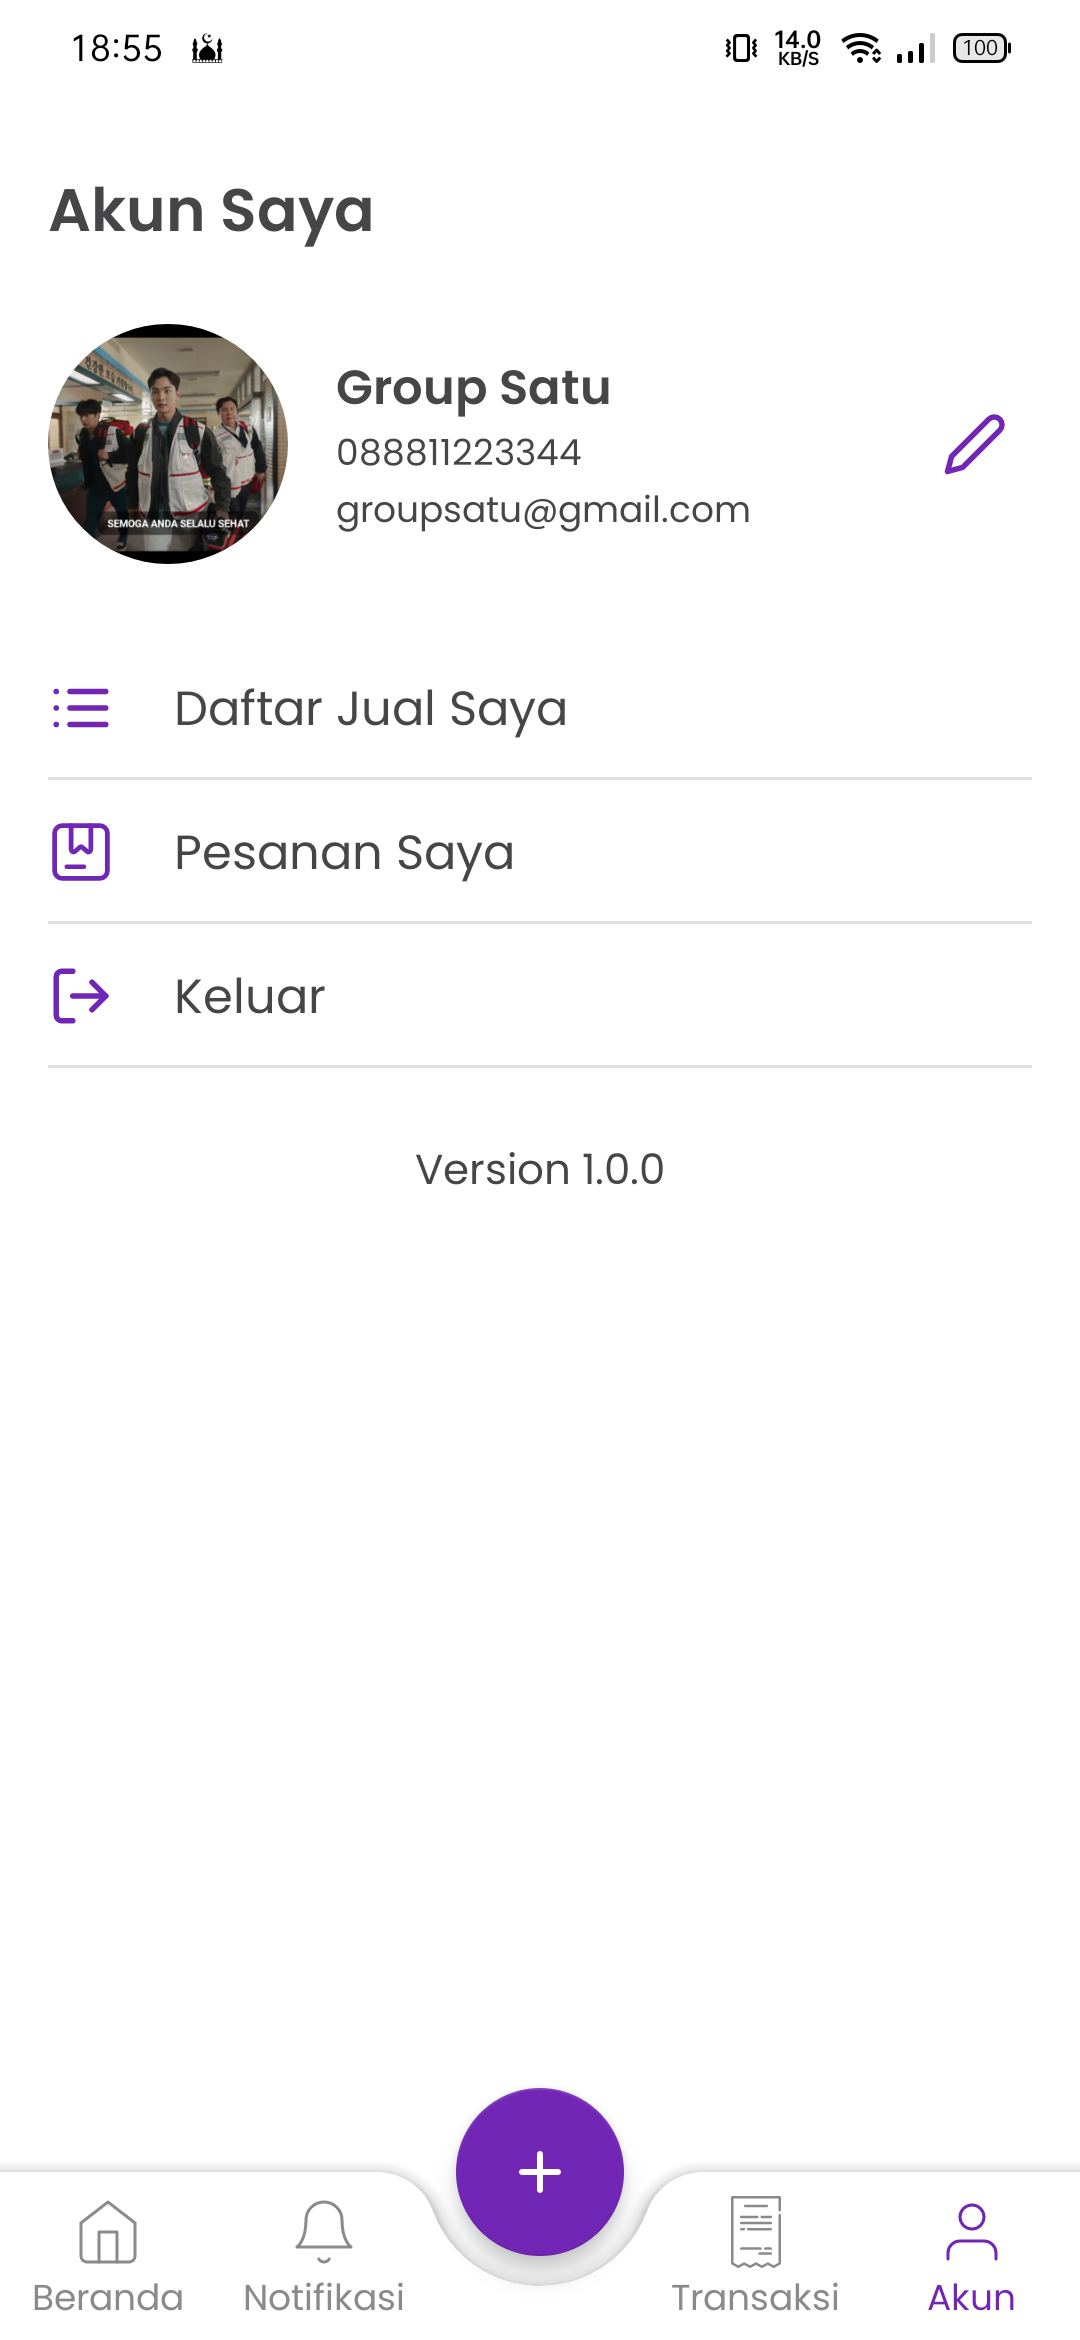 18:55
14.0
KB/S
100
Akun Saya
SEMOGA ANDA SELALU SEHAT
Group Satu
088811223344
groupsatu@gmail.com
Daftar Jual Saya
Pesanan Saya
Keluar
Version 1.0.0
Beranda
Notifikasi
Transaksi
Akun